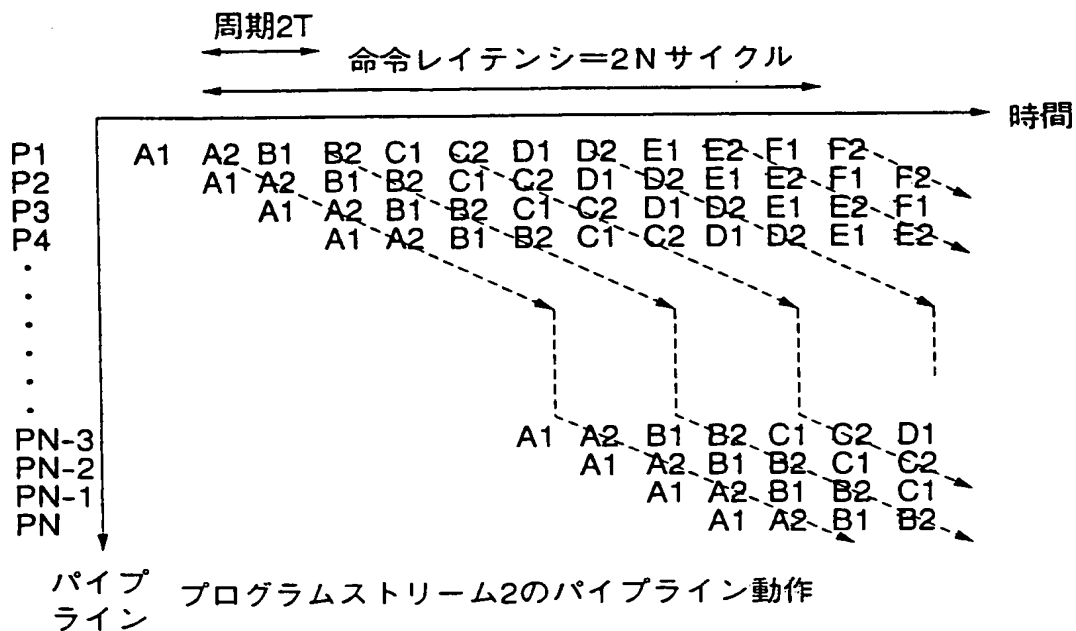 周期2T
命令レイテンシ=2Nサイクル
時間
P1 A1 A2 B1 B2 C1 C2 D1 D2 E1 E2 F1 F2
P2 A1 A2 B1 B2 C1 C2 D1 D2 E1 E2 F1 F2
P3 A1 A2 B1 B2 C1 C2 D1 D2 E1 E2 F1
P4 A1 A2 B1 B2 C1 C2 D1 D2 E1 E2
PN-3 A1 A2 B1 B2 C1 C2 D1
PN-2 A1 A2 B1 B2 C1 C2
PN-1 A1 A2 B1 B2 C1
PN A1 A2 B1 B2
パイプ
ライン
プログラムストリーム2のパイプライン動作